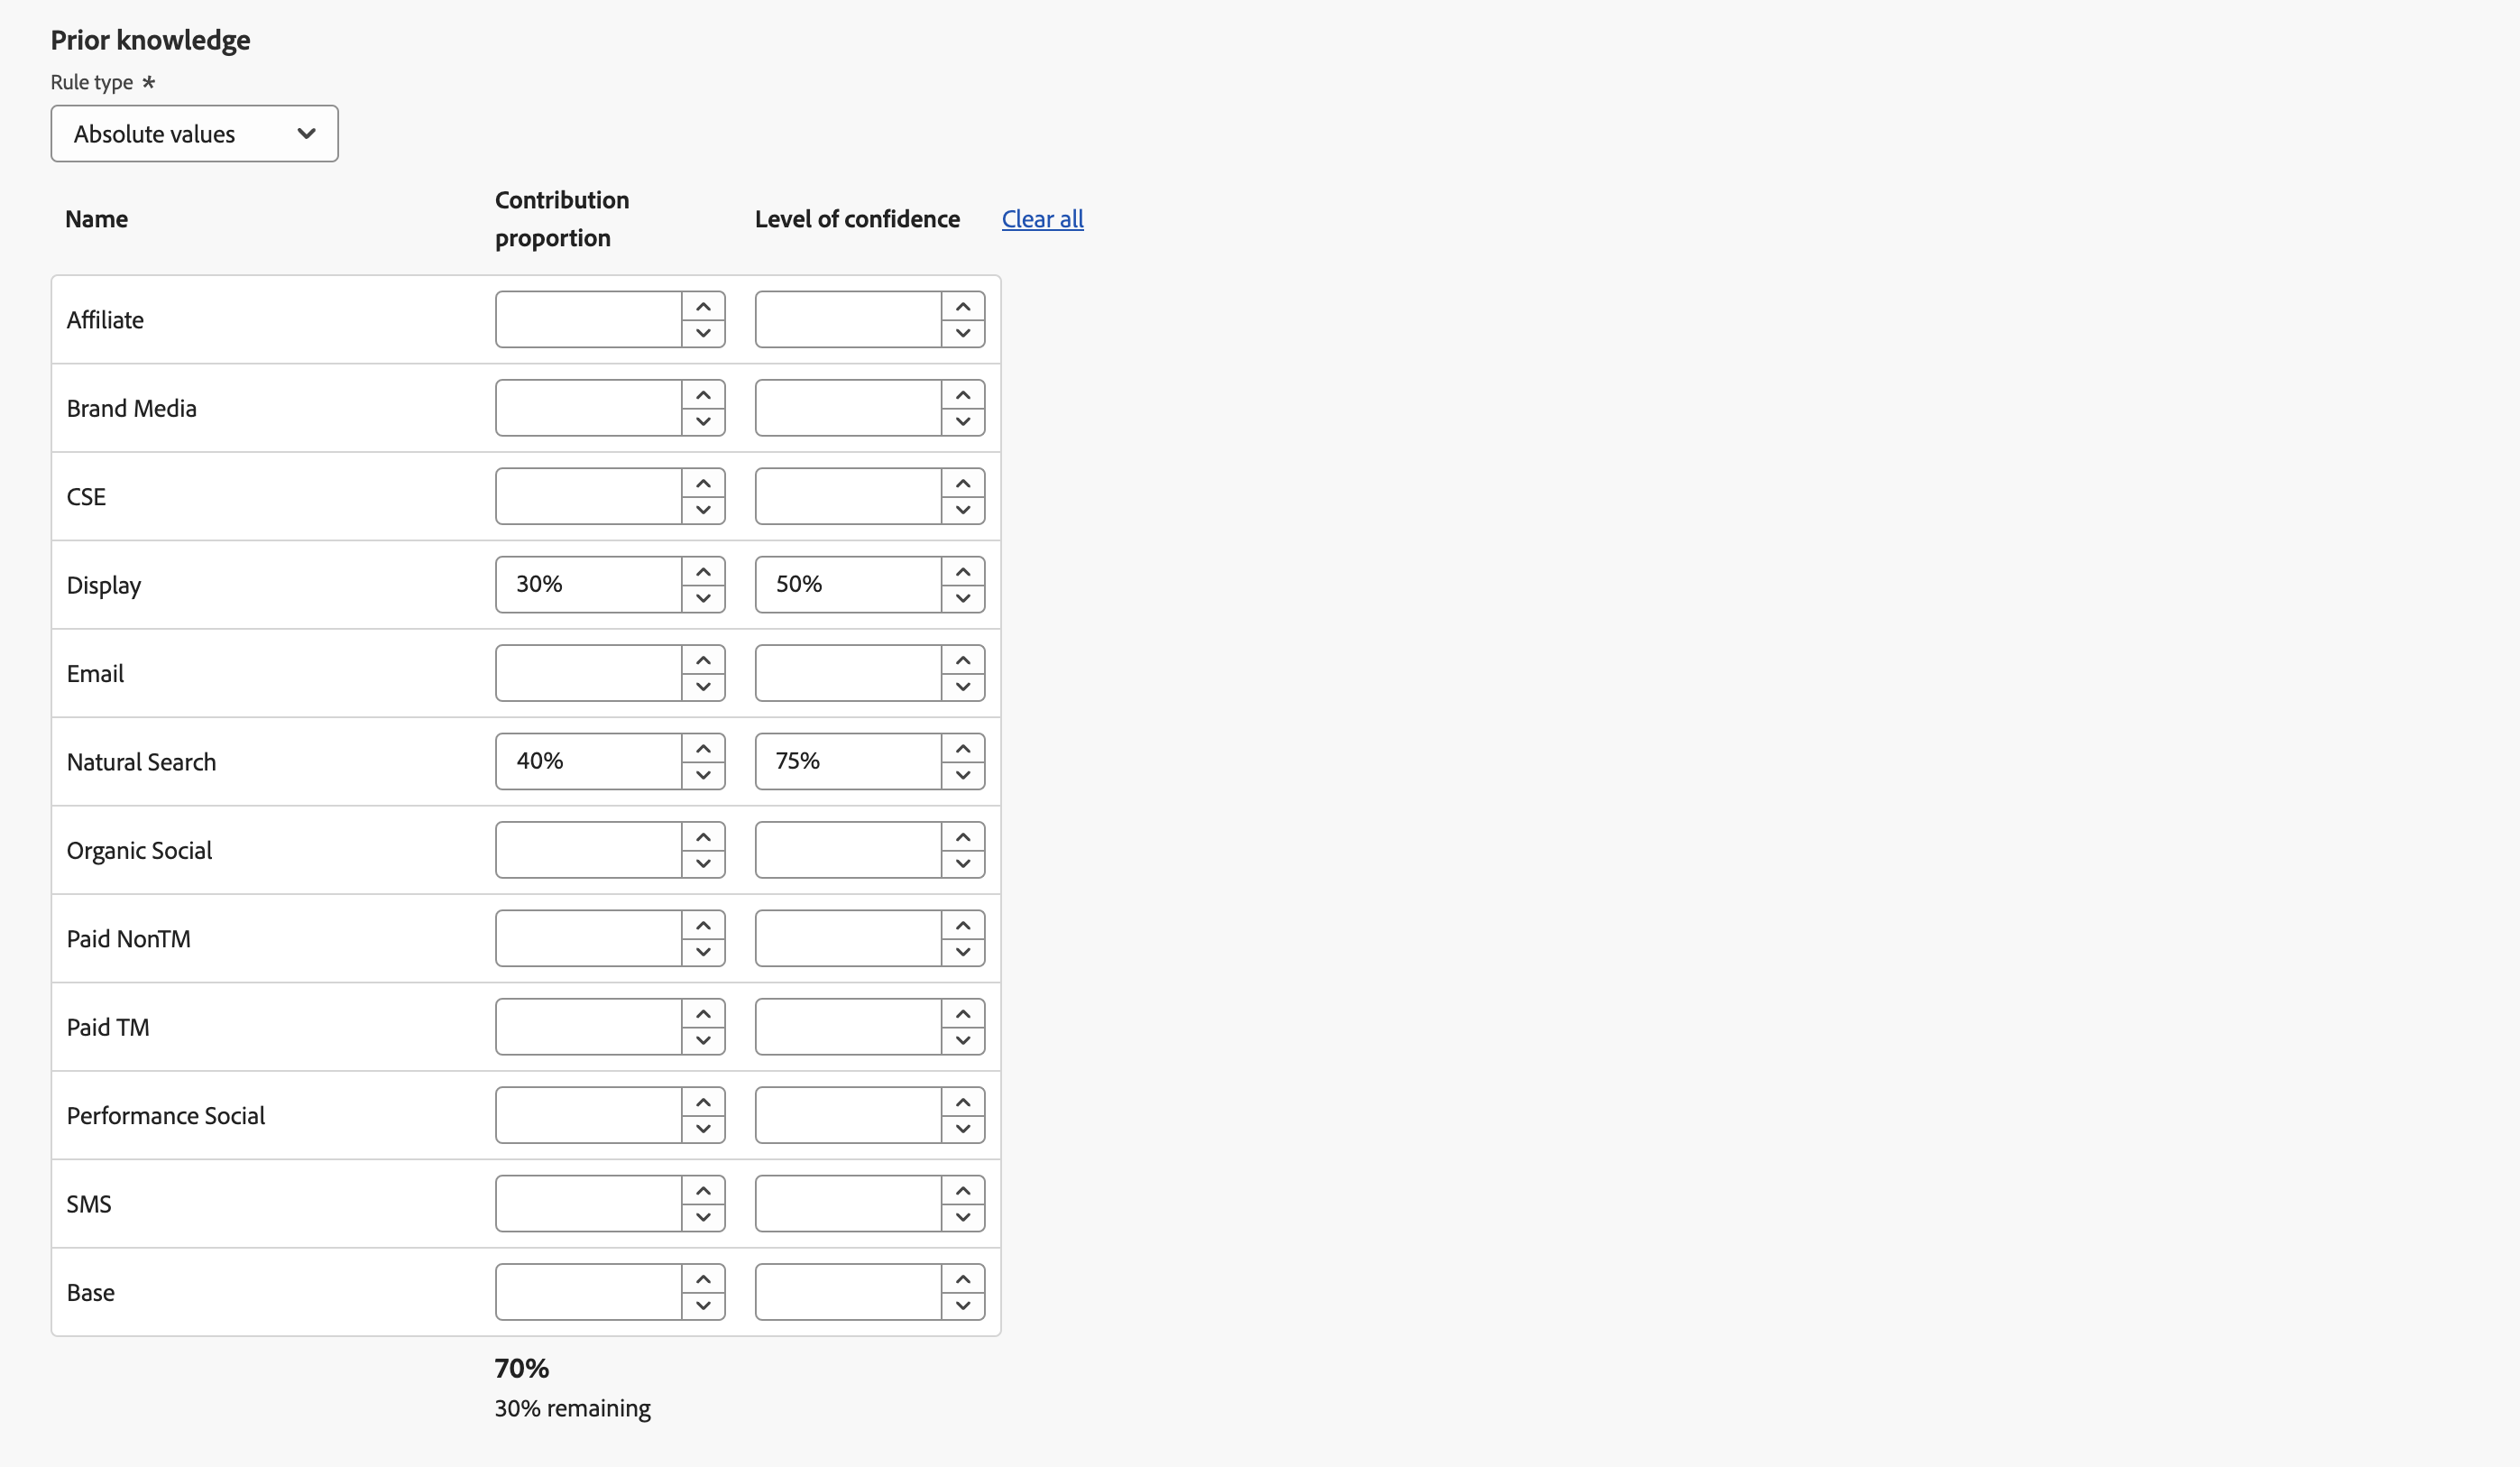 Prior knowledge
Rule type *
Absolute values
Name
Contribution
proportion
Level of confidence
Clear all
Affiliate
Brand Media
CSE
Display
30%
50%
Email
Natural Search
40%
75%
Organic Social
Paid NonTM
Paid TM
Performance Social
SMS
Base
70%
30% remaining